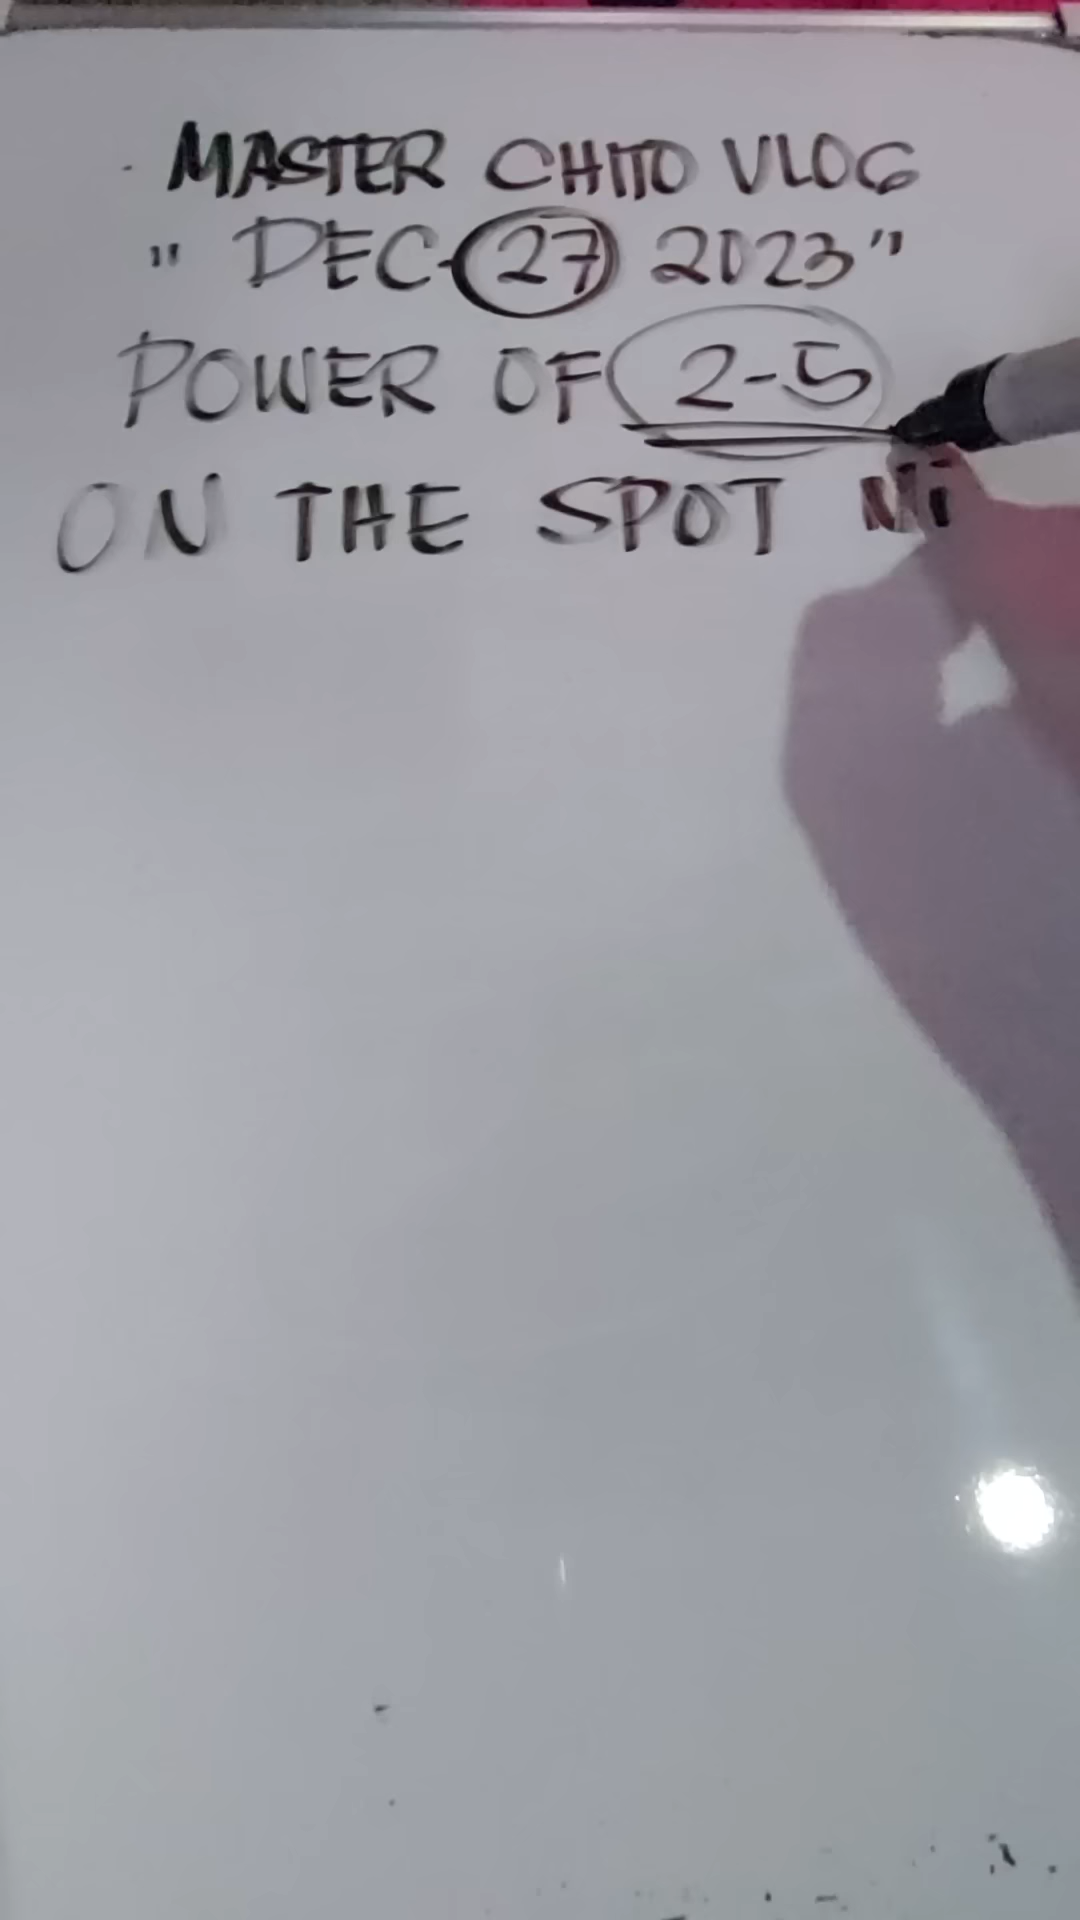 MASTER CHITO VLOG
" DEC-27 2023"
POWER OF 2-5
ON THE SPOT